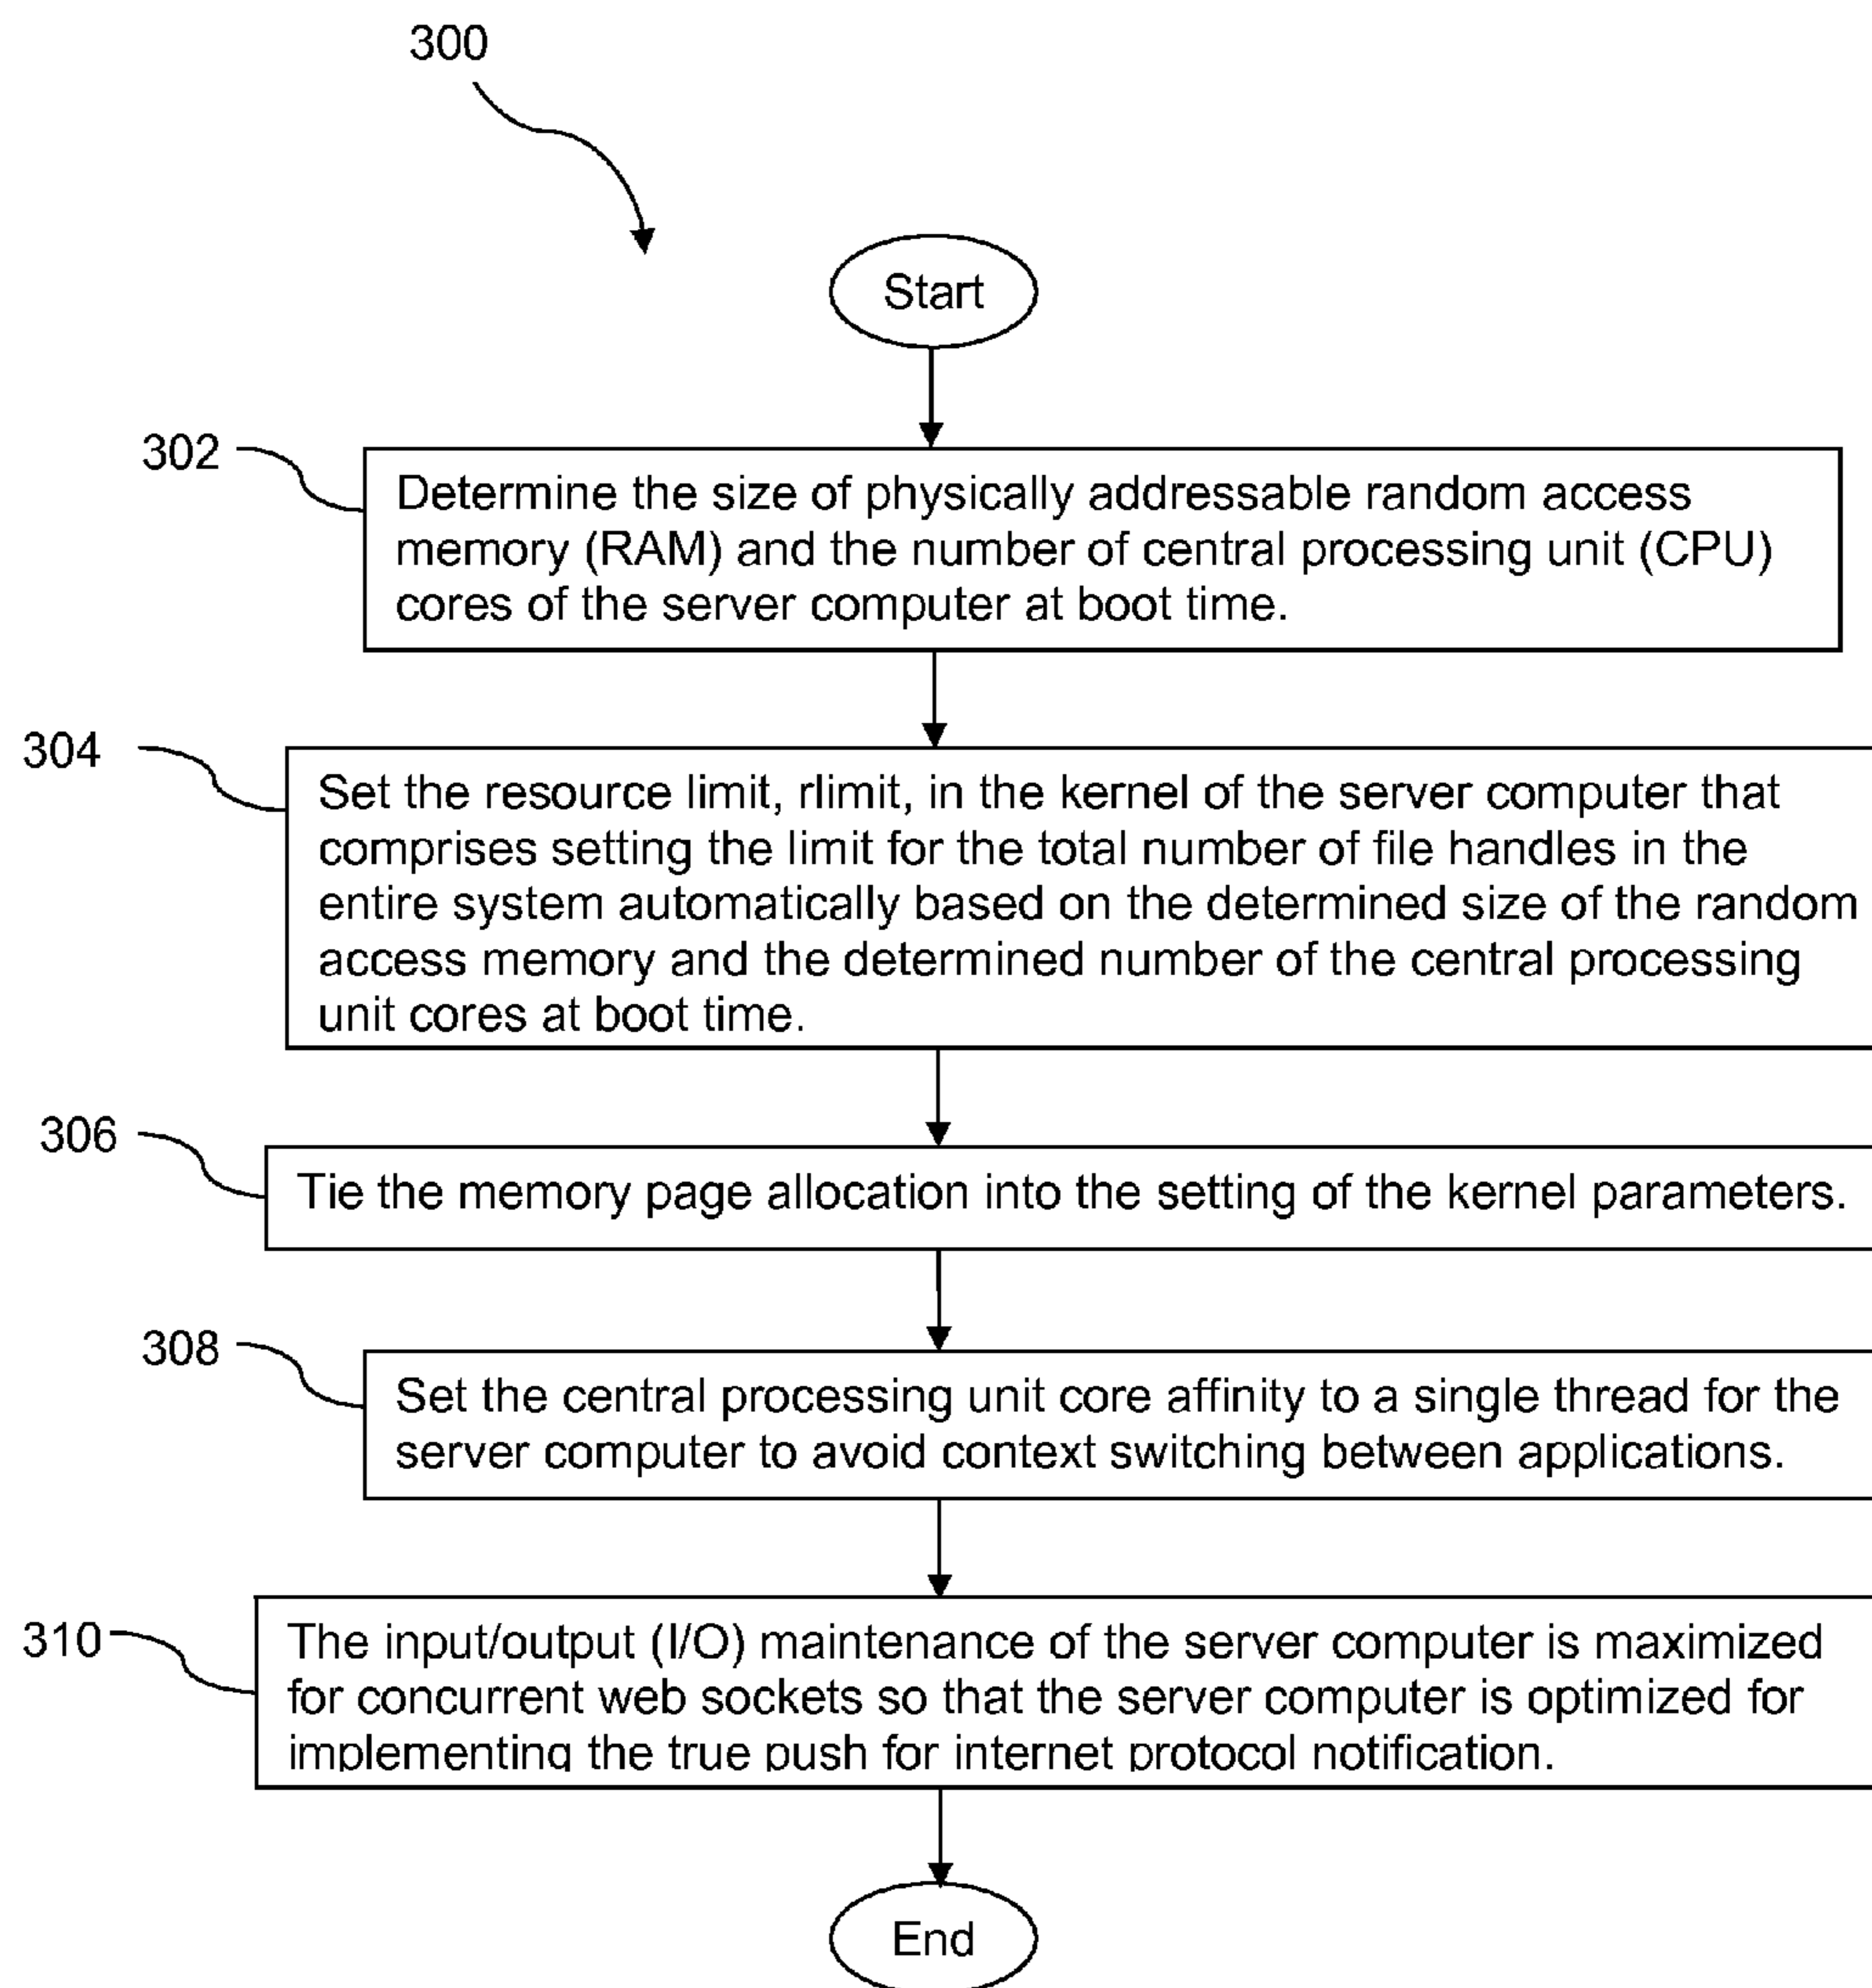 300
Start
302
Determine the size of physically addressable random access
memory (RAM) and the number of central processing unit (CPU)
cores of the server computer at boot time.
304
Set the resource limit, rlimit, in the kernel of the server computer that
comprises setting the limit for the total number of file handles in the
entire system automatically based on the determined size of the random
access memory and the determined number of the central processing
unit cores at boot time.
306
Tie the memory page allocation into the setting of the kernel parameters.
308
Set the central processing unit core affinity to a single thread for the
server computer to avoid context switching between applications.
310
The input/output (I/O) maintenance of the server computer is maximized
for concurrent web sockets so that the server computer is optimized for
implementing the true push for internet protocol notification.
End